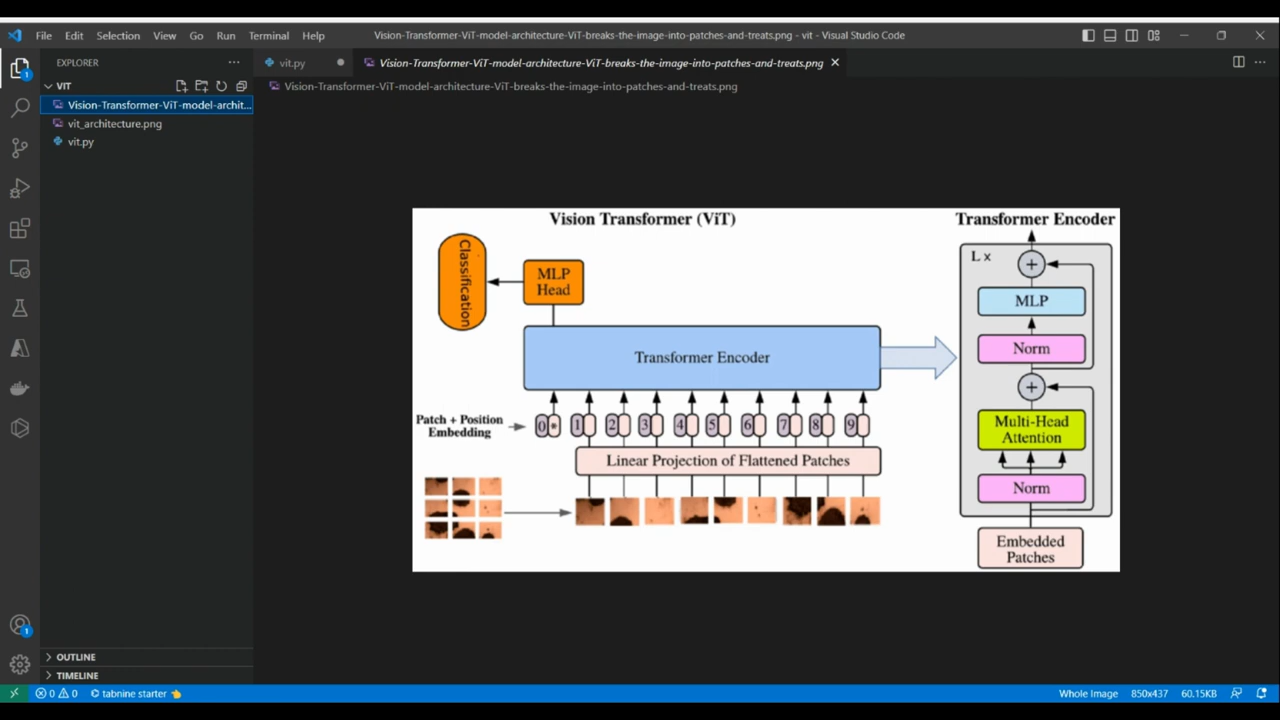 File Edit Selection View Go Run Terminal Help
Vision-Transformer-ViT-model-architecture-ViT-breaks-the-image-into-patches-and-treats.png - vit - Visual Studio Code
EXPLORER
vit.py
Vision-Transformer-ViT-model-architecture-ViT-breaks-the-image-into-patches-and-treats.png
VIT
Vision-Transformer-ViT-model-archit...
vit_architecture.png
vit.py
Vision-Transformer-ViT-model-architecture-ViT-breaks-the-image-into-patches-and-treats.png
Vision Transformer (ViT)
Classification
MLP
Head
Transformer Encoder
Patch + Position
Embedding
0* 1 2 3 4 5 6 7 8 9
Linear Projection of Flattened Patches
Transformer Encoder
L x
+
MLP
Norm
+
Multi-Head
Attention
Norm
Embedded
Patches
OUTLINE
TIMELINE
1
1
0 0 tabnine starter 👈
Whole Image 850x437 60.15KB